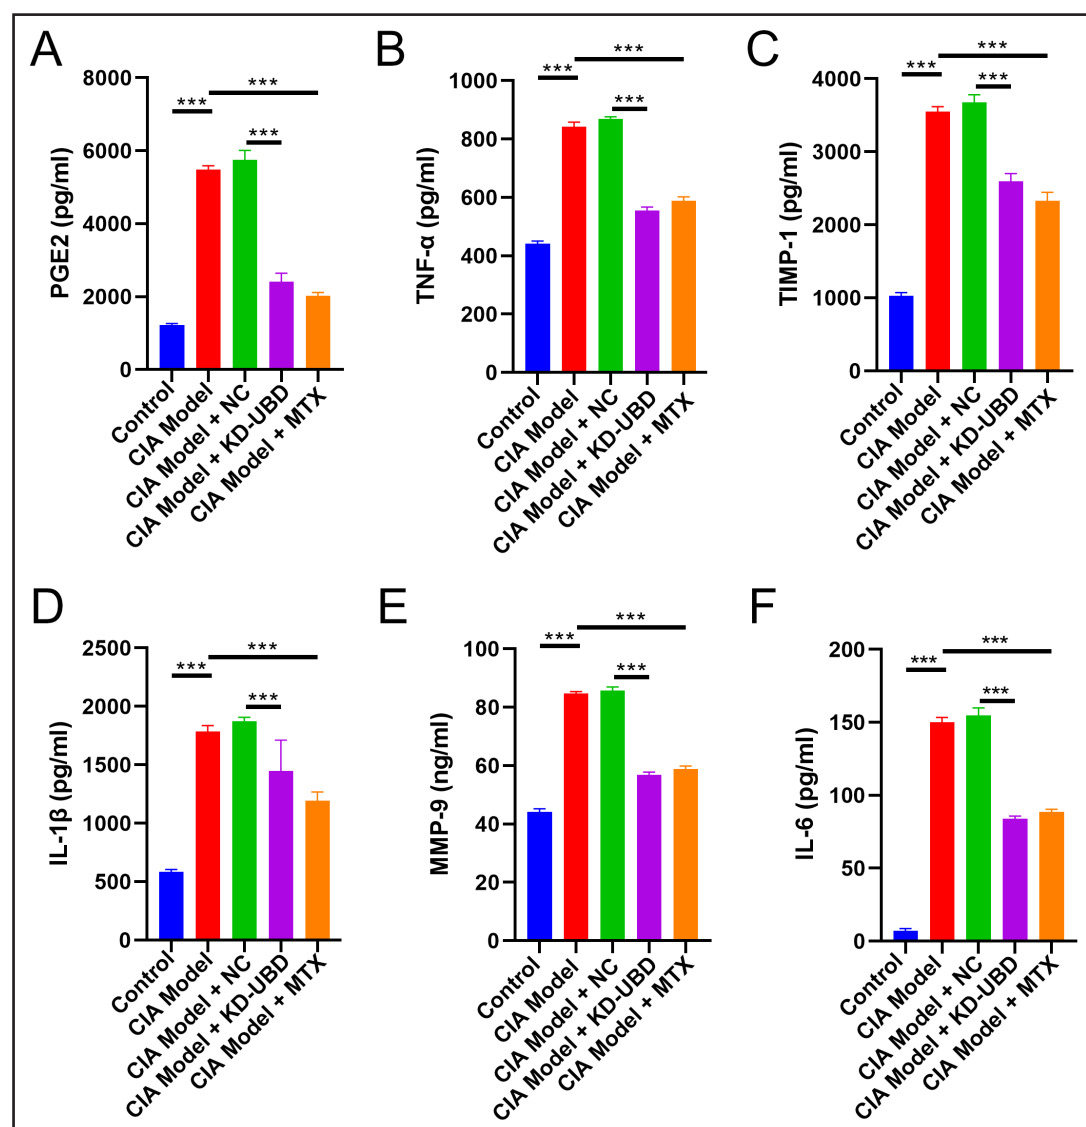 A
PGE2 (pg/ml)
8000
6000
4000
2000
0
***
***
***
Control
CIA Model
CIA Model + NC
CIA Model + KD-UBD
CIA Model + MTX
B
TNF-α (pg/ml)
1000
800
600
400
200
0
***
***
***
Control
CIA Model
CIA Model + NC
CIA Model + KD-UBD
CIA Model + MTX
C
TIMP-1 (pg/ml)
4000
3000
2000
1000
0
***
***
***
Control
CIA Model
CIA Model + NC
CIA Model + KD-UBD
CIA Model + MTX
D
IL-1β (pg/ml)
2500
2000
1500
1000
500
0
***
***
***
Control
CIA Model
CIA Model + NC
CIA Model + KD-UBD
CIA Model + MTX
E
MMP-9 (ng/ml)
100
80
60
40
20
0
***
***
***
Control
CIA Model
CIA Model + NC
CIA Model + KD-UBD
CIA Model + MTX
F
IL-6 (pg/ml)
200
150
100
50
0
***
***
***
Control
CIA Model
CIA Model + NC
CIA Model + KD-UBD
CIA Model + MTX